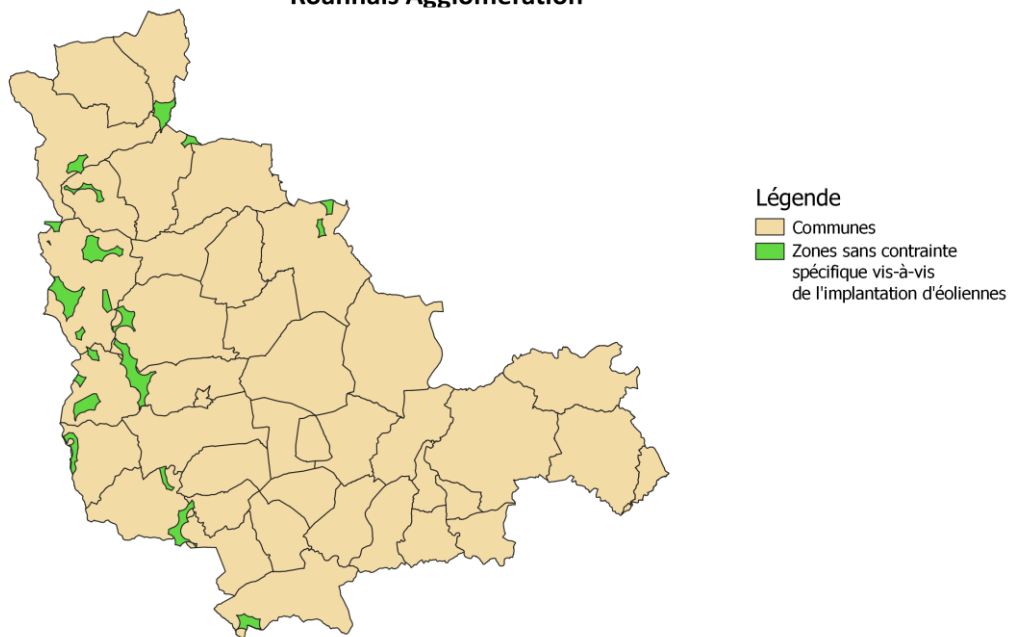 Roannais Agglomération
Légende
Communes
Zones sans contrainte
spécifique vis-à-vis
de l'implantation d'éoliennes